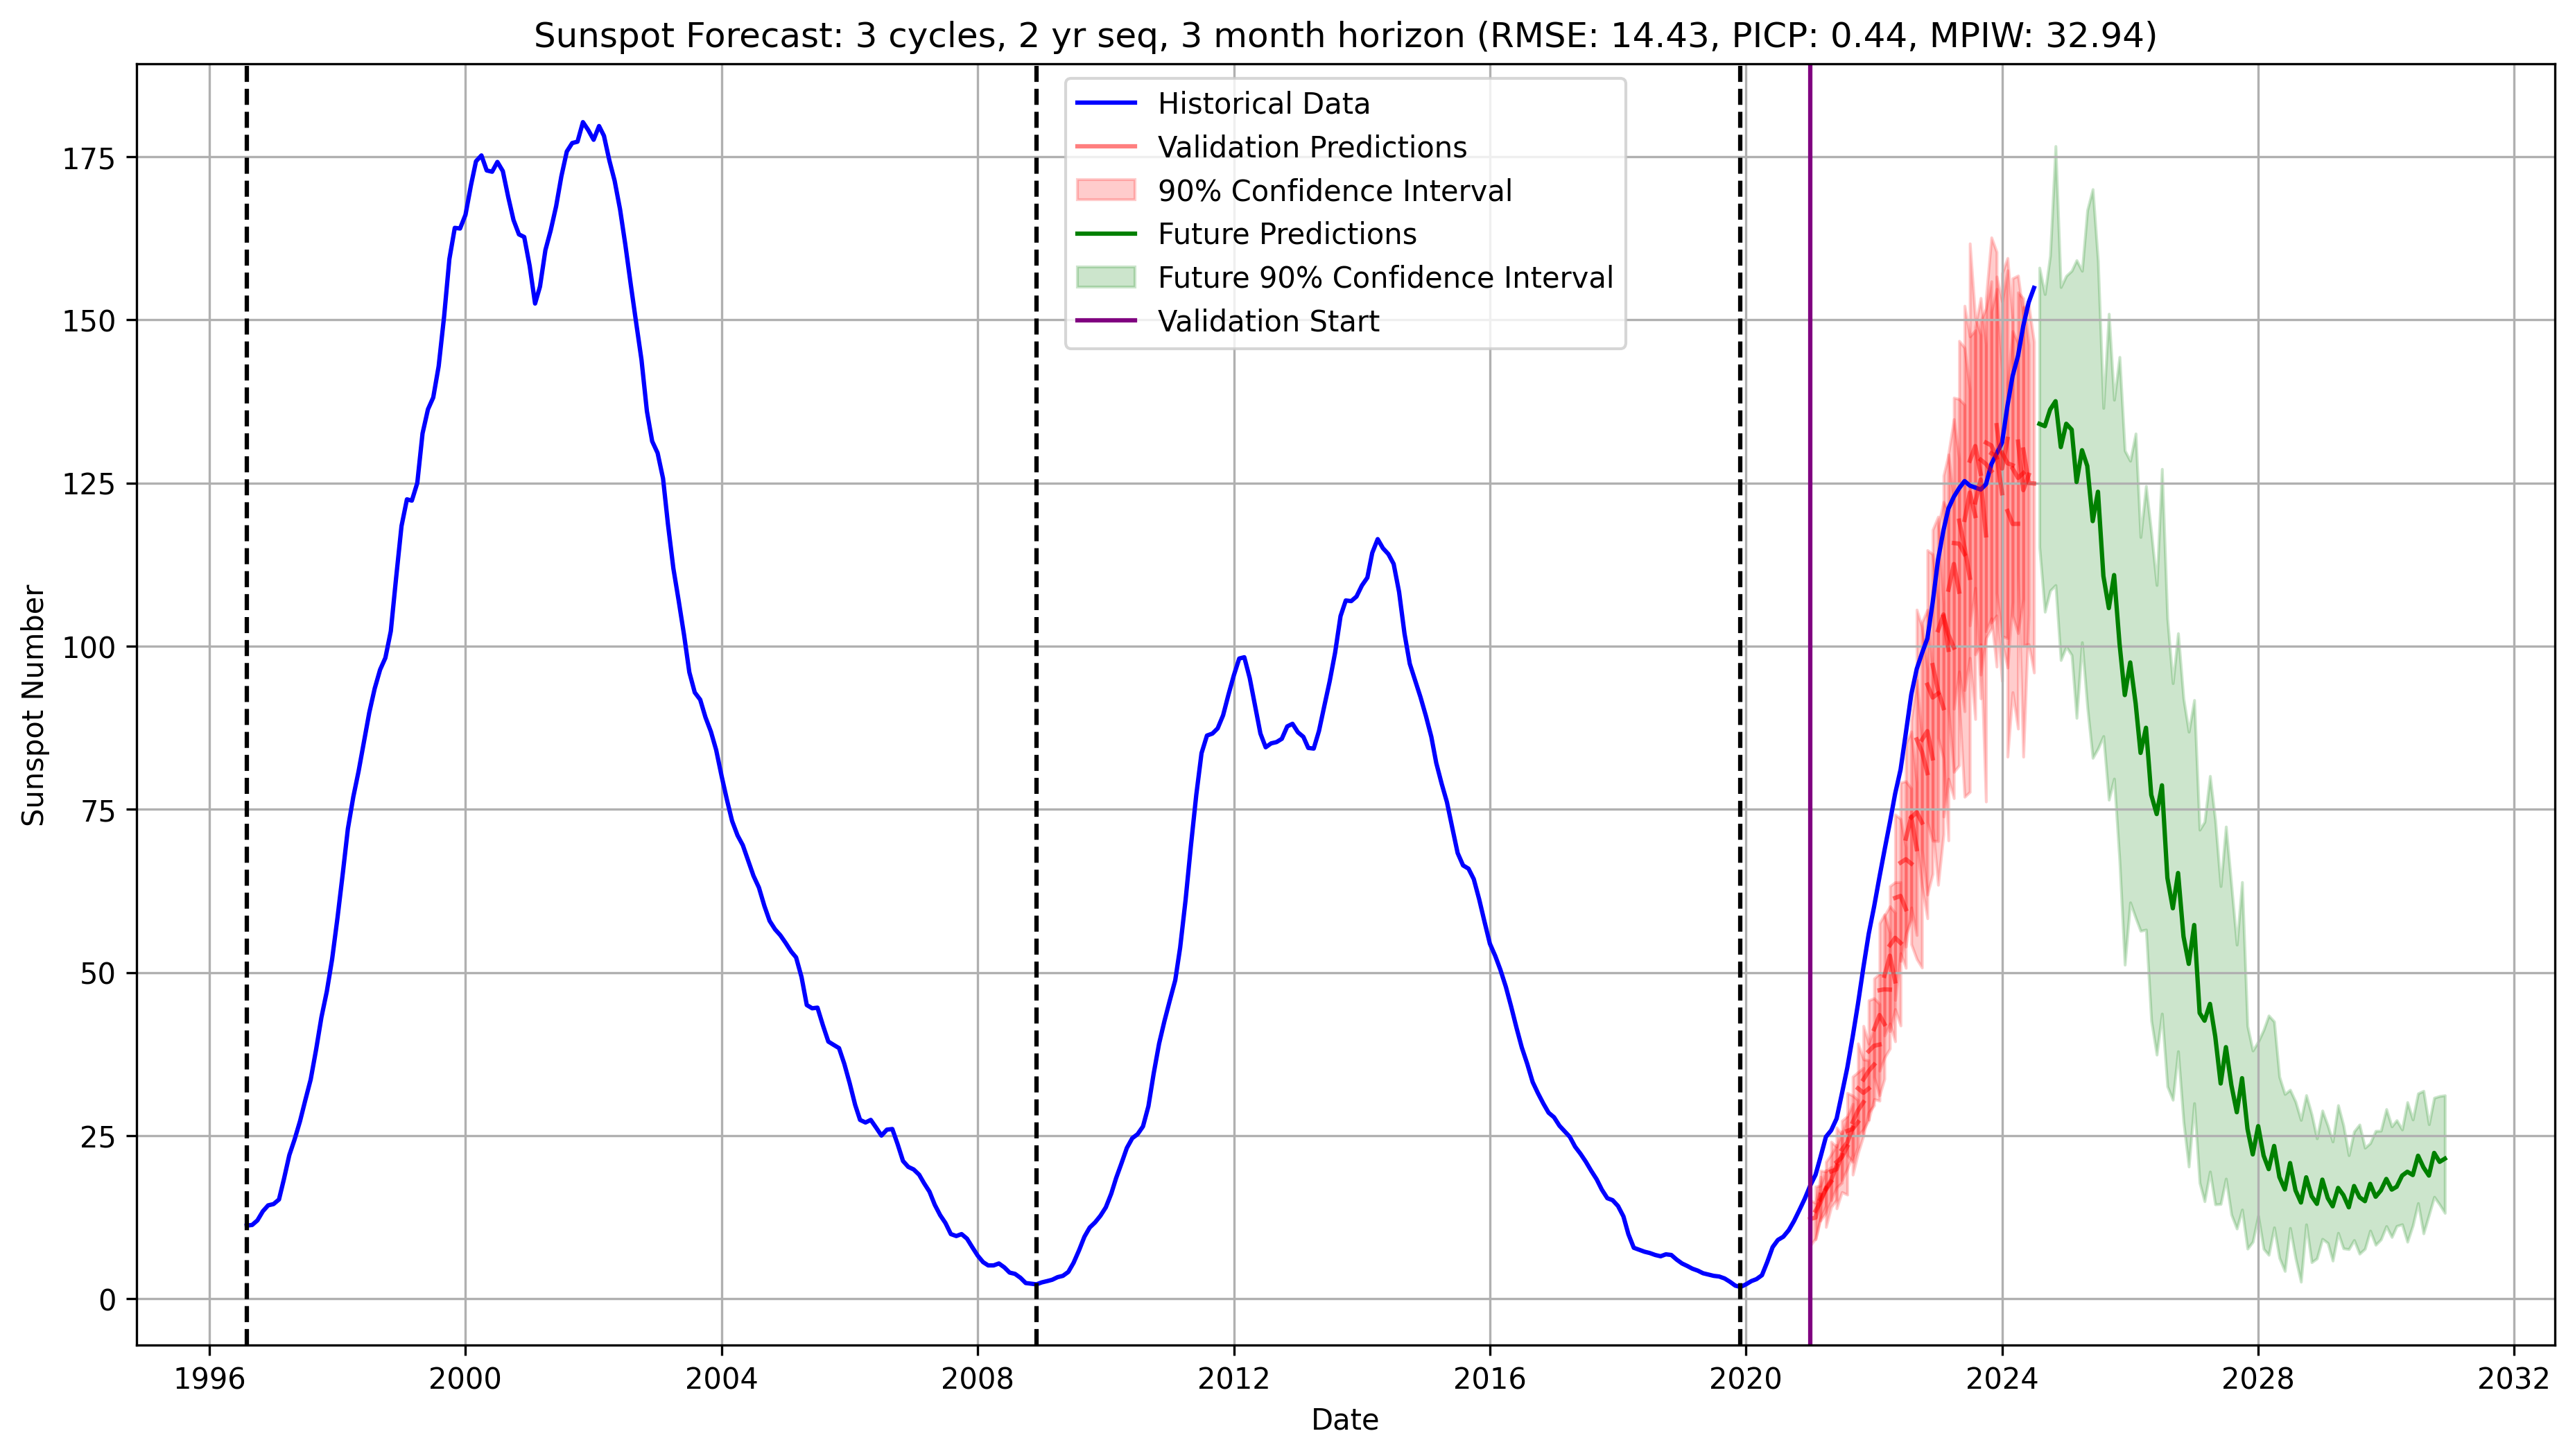 Sunspot Forecast: 3 cycles, 2 yr seq, 3 month horizon (RMSE: 14.43, PICP: 0.44, MPIW: 32.94)
Historical Data
Validation Predictions
90% Confidence Interval
Future Predictions
Future 90% Confidence Interval
Validation Start
Sunspot Number
175
150
125
100
75
50
25
0
1996 2000 2004 2008 2012 2016 2020 2024 2028 2032
Date